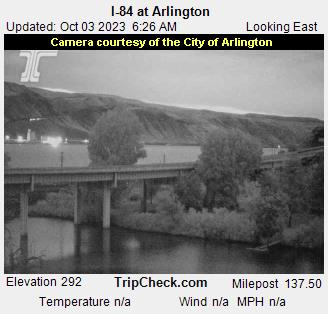 I-84 at Arlington
Updated: Oct 03 2023 6:26 AM Looking East
Camera courtesy of the City of Arlington
Elevation 292 TripCheck.com Milepost 137.50
Temperature n/a Wind n/a MPH n/a